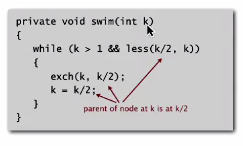 private void swim(int k)
{
while (k > 1 && less(k/2, k))
{
exch(k, k/2);
k = k/2;
}
parent of node at k is at k/2
}